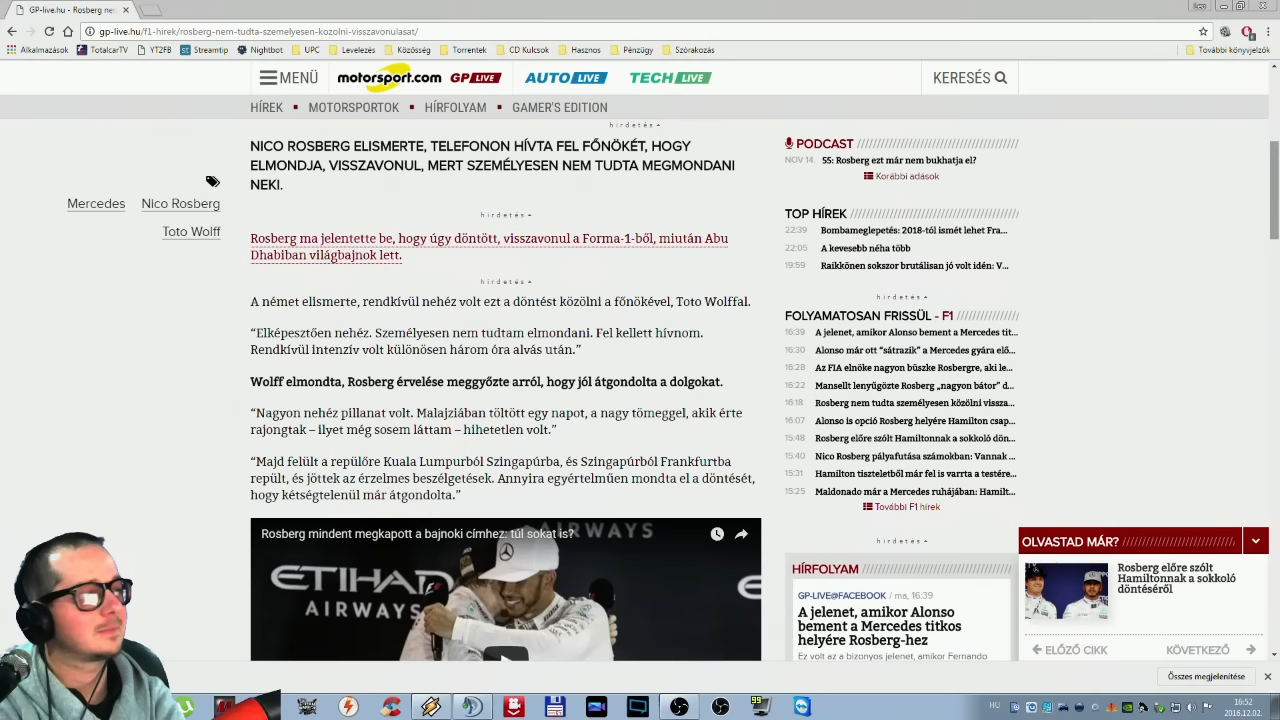 GP-live.hu
gp-live.hu/f1-hirek/rosberg-nem-tudta-szemelyesen-kozolni-visszavonulasat/
Alkalmazások TotalcarTV YT2FB Streamtip Nightbot UPC Levelezés Közösség Torrentek CD Kulcsok Hasznos Pénzügy Szórakozás További könyvjelzők
MENÜ motorsport.com GP LIVE AUTO LIVE TECH LIVE KERESÉS
HÍREK MOTORSPORTOK HÍRFOLYAM GAMER'S EDITION
hirdetés
NICO ROSBERG ELISMERTE, TELEFONON HÍVTA FEL FŐNÖKÉT, HOGY
ELMONDJA, VISSZAVONUL, MERT SZEMÉLYESEN NEM TUDTA MEGMONDANI
NEKI.
Mercedes Nico Rosberg
Toto Wolff
hirdetés
Rosberg ma jelentette be, hogy úgy döntött, visszavonul a Forma-1-ből, miután Abu
Dhabiban világbajnok lett.
hirdetés
A német elismerte, rendkívül nehéz volt ezt a döntést közölni a főnökével, Toto Wolffal.
“Elképesztően nehéz. Személyesen nem tudtam elmondani. Fel kellett hívnom.
Rendkívül intenzív volt különösen három óra alvás után.”
Wolff elmondta, Rosberg érvelése meggyőzte arról, hogy jól átgondolta a dolgokat.
“Nagyon nehéz pillanat volt. Malajziában töltött egy napot, a nagy tömeggel, akik érte
rajongtak – ilyet még sosem láttam – hihetetlen volt.”
“Majd felült a repülőre Kuala Lumpurból Szingapúrba, és Szingapúrból Frankfurtba
repült, és jöttek az érzelmes beszélgetések. Annyira egyértelműen mondta el a döntését,
hogy kétségtelenül már átgondolta.”
Rosberg mindent megkapott a bajnoki címhez: túl sokat is?
AIRWAYS
ETIHAD
AIRWAYS
PODCAST
NOV 14. 55: Rosberg ezt már nem bukhatja el?
Korábbi adások
TOP HÍREK
22:39 Bombameglepetés: 2018-tól ismét lehet Fra...
22:05 A kevesebb néha több
19:59 Raikkönen sokszor brutálisan jó volt idén: V...
hirdetés
FOLYAMATOSAN FRISSÜL - F1
16:39 A jelenet, amikor Alonso bement a Mercedes tit...
16:30 Alonso már ott “sátrazik” a Mercedes gyára elő...
16:28 Az FIA elnöke nagyon büszke Rosbergre, aki le...
16:22 Mansellt lenyűgözte Rosberg „nagyon bátor” d...
16:18 Rosberg nem tudta személyesen közölni vissza...
16:07 Alonso is opció Rosberg helyére Hamilton csap...
15:48 Rosberg előre szólt Hamiltonnak a sokkoló dön...
15:40 Nico Rosberg pályafutása számokban: Vannak ...
15:31 Hamilton tiszteletből már fel is varrta a testére...
15:25 Maldonado már a Mercedes ruhájában: Hamilt...
További F1 hírek
hirdetés
HÍRFOLYAM
GP-LIVE@FACEBOOK / ma, 16:39
A jelenet, amikor Alonso
bement a Mercedes titkos
helyére Rosberg-hez
Ez volt az a bizonyos jelenet, amikor Fernando
OLVASTAD MÁR?
Rosberg előre szólt
Hamiltonnak a sokkoló
döntéséről
ELŐZŐ CIKK KÖVETKEZŐ
Összes megjelenítése
HU
16:52
2016.12.02.